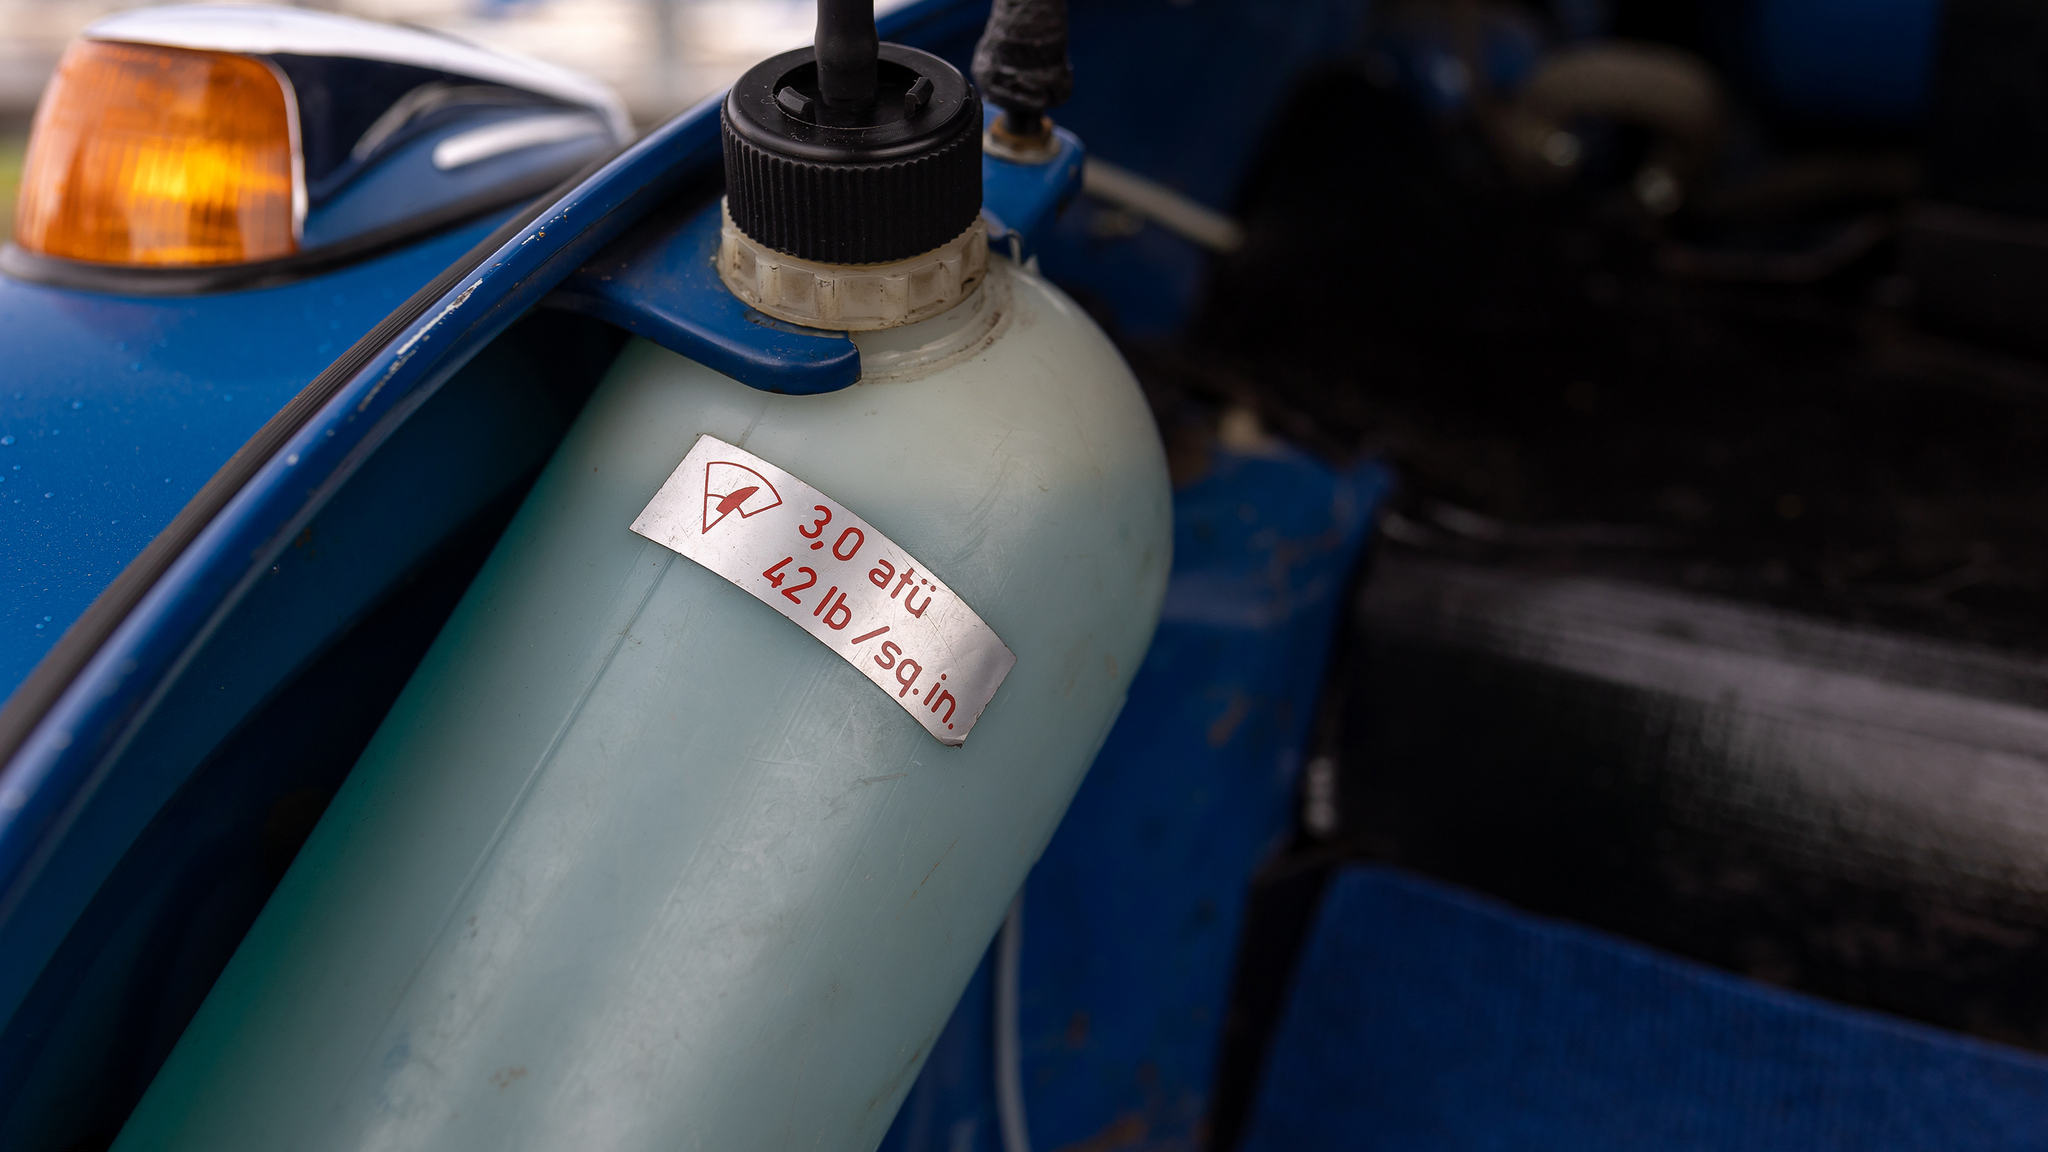 3,0 atü
42 lb/sq.in.